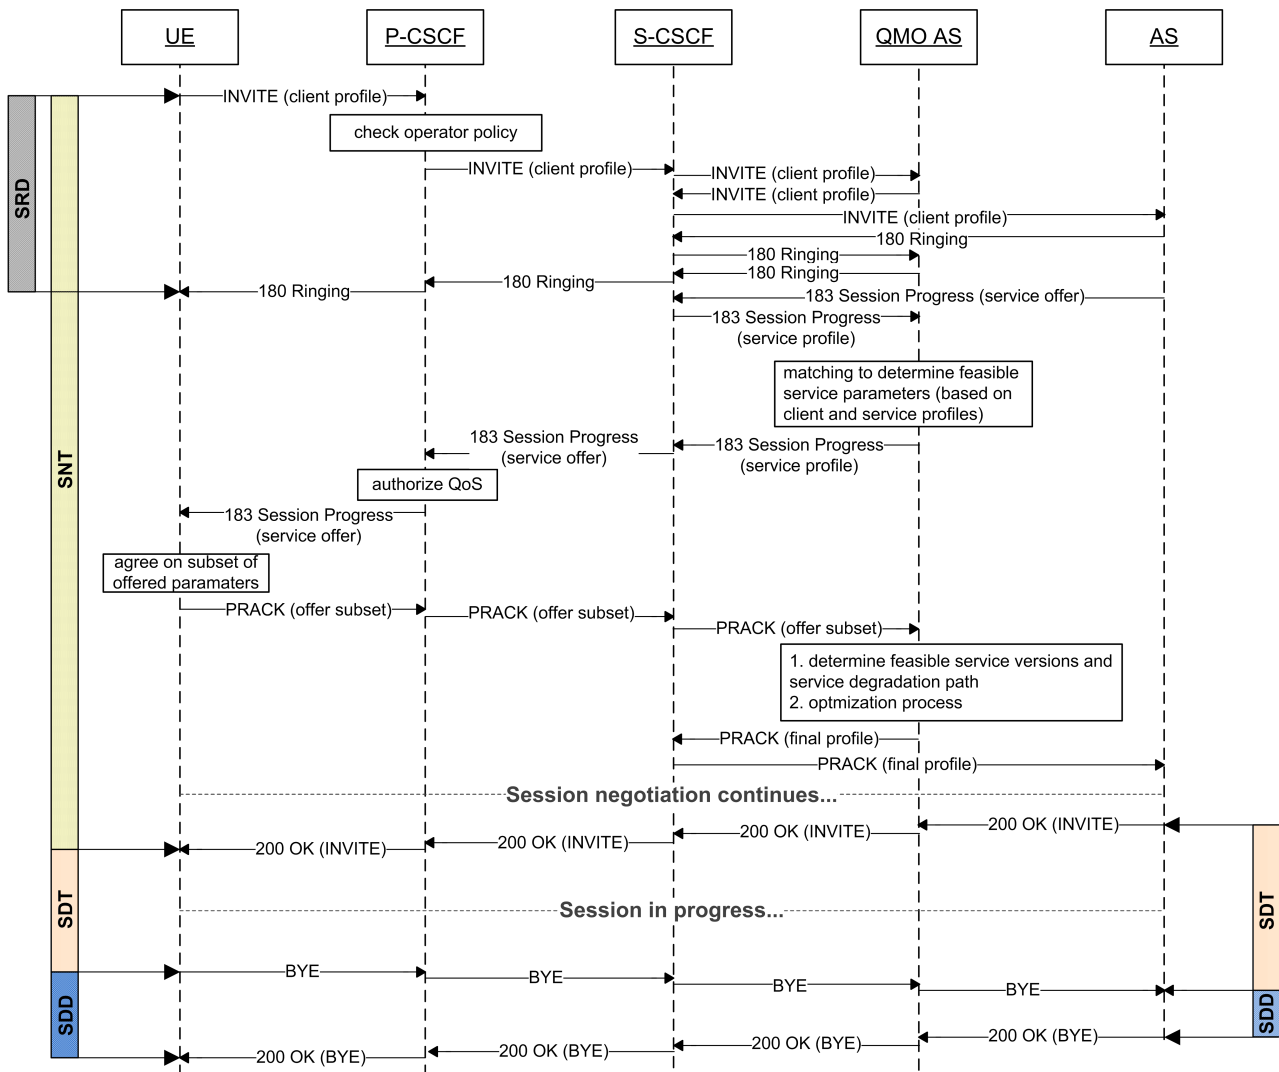 UE
P-CSCF
S-CSCF
QMO AS
AS
INVITE (client profile)
check operator policy
INVITE (client profile)
INVITE (client profile)
INVITE (client profile)
INVITE (client profile)
180 Ringing
180 Ringing
180 Ringing
180 Ringing
180 Ringing
183 Session Progress (service offer)
183 Session Progress
(service profile)
matching to determine feasible
service parameters (based on
client and service profiles)
183 Session Progress
(service profile)
183 Session Progress
(service offer)
authorize QoS
183 Session Progress
(service offer)
agree on subset of
offered paramaters
PRACK (offer subset)
PRACK (offer subset)
PRACK (offer subset)
1. determine feasible service versions and
service degradation path
2. optmization process
PRACK (final profile)
PRACK (final profile)
Session negotiation continues...
200 OK (INVITE)
200 OK (INVITE)
200 OK (INVITE)
200 OK (INVITE)
Session in progress...
BYE
BYE
BYE
BYE
200 OK (BYE)
200 OK (BYE)
200 OK (BYE)
200 OK (BYE)
SRD
SNT
SDT
SDD
SDT
SDD